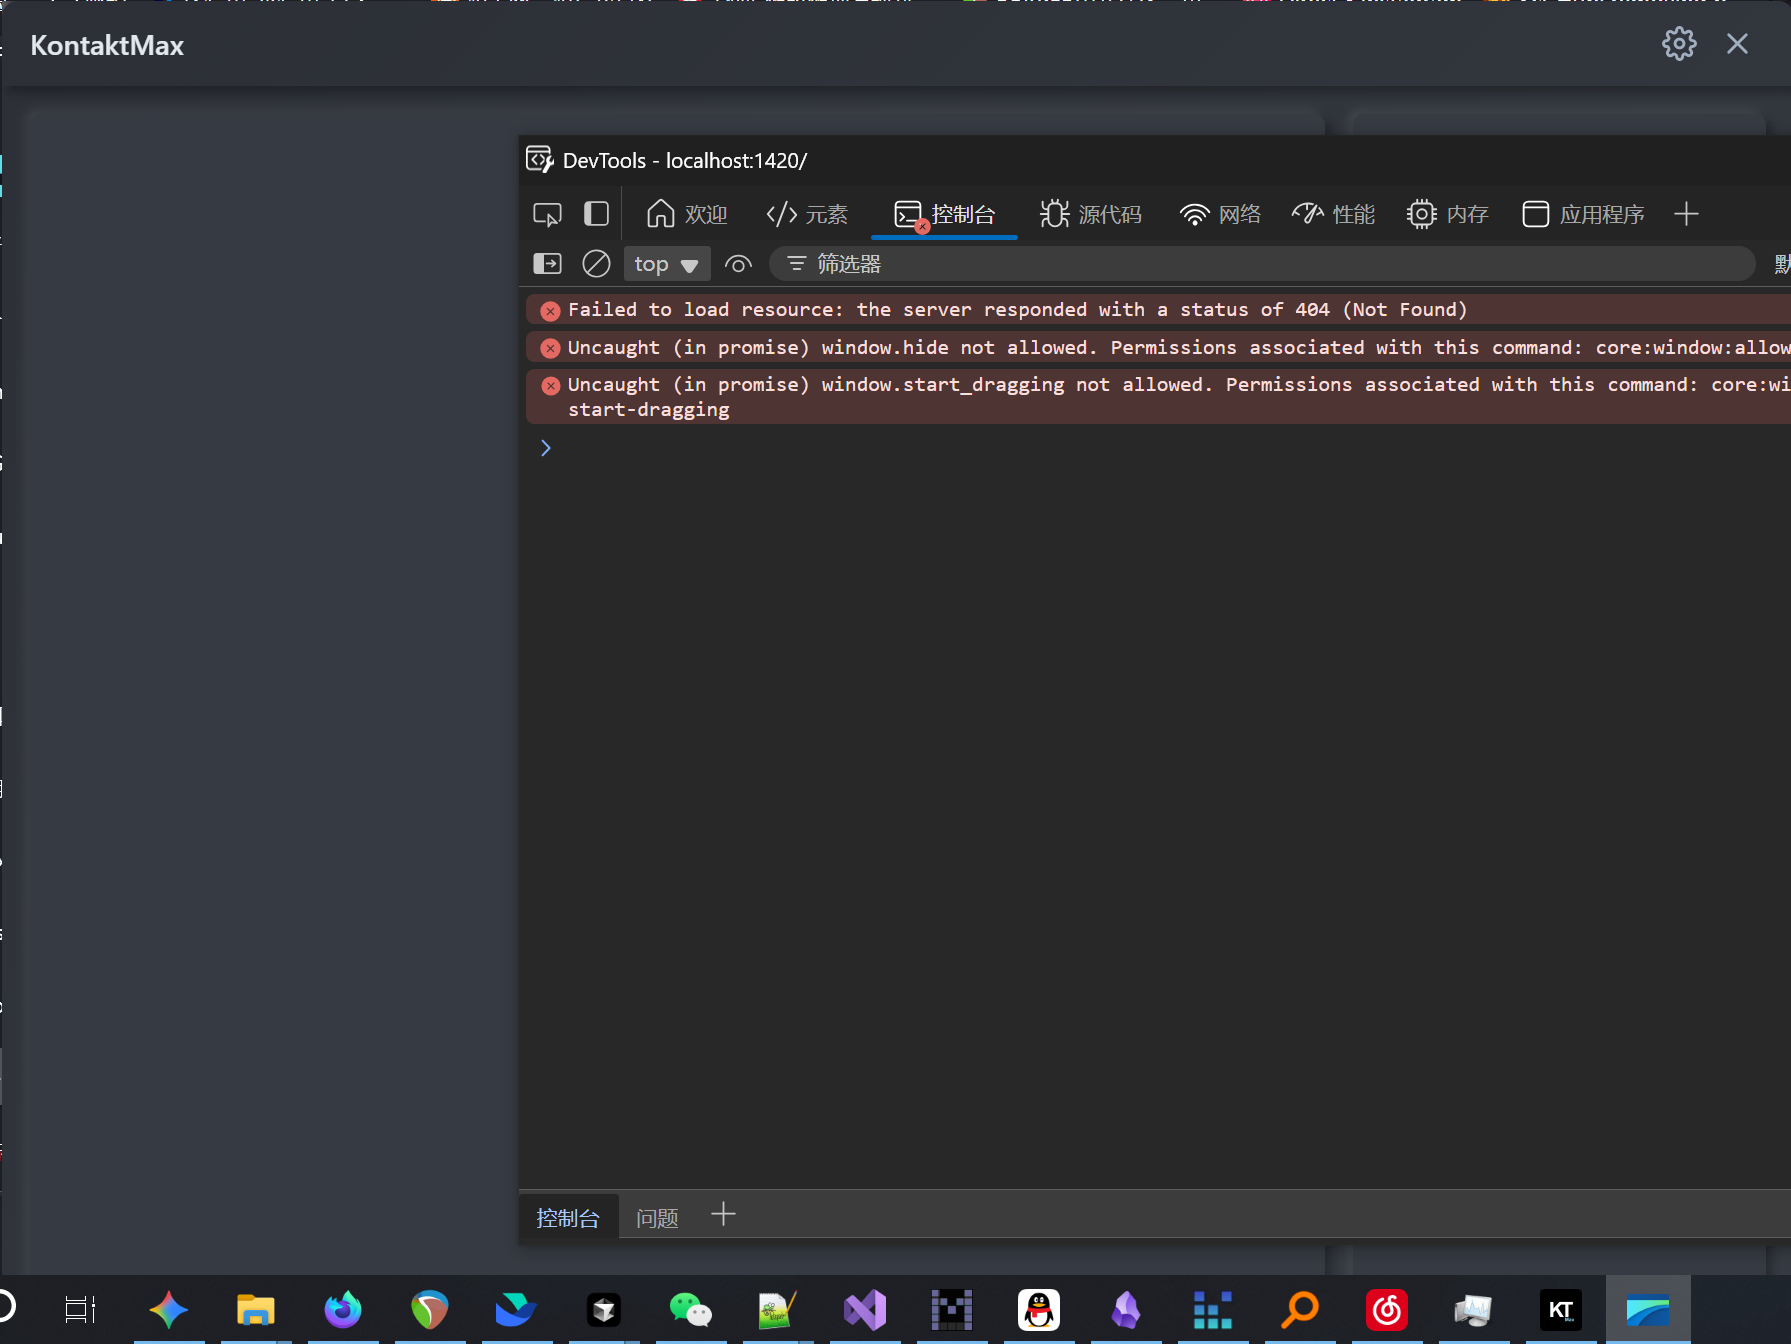 KontaktMax
DevTools - localhost:1420/
欢迎 元素 控制台 源代码 网络 性能 内存 应用程序
top 筛选器 默
Failed to load resource: the server responded with a status of 404 (Not Found)
Uncaught (in promise) window.hide not allowed. Permissions associated with this command: core:window:allow
Uncaught (in promise) window.start_dragging not allowed. Permissions associated with this command: core:wi
start-dragging
控制台 问题
KT